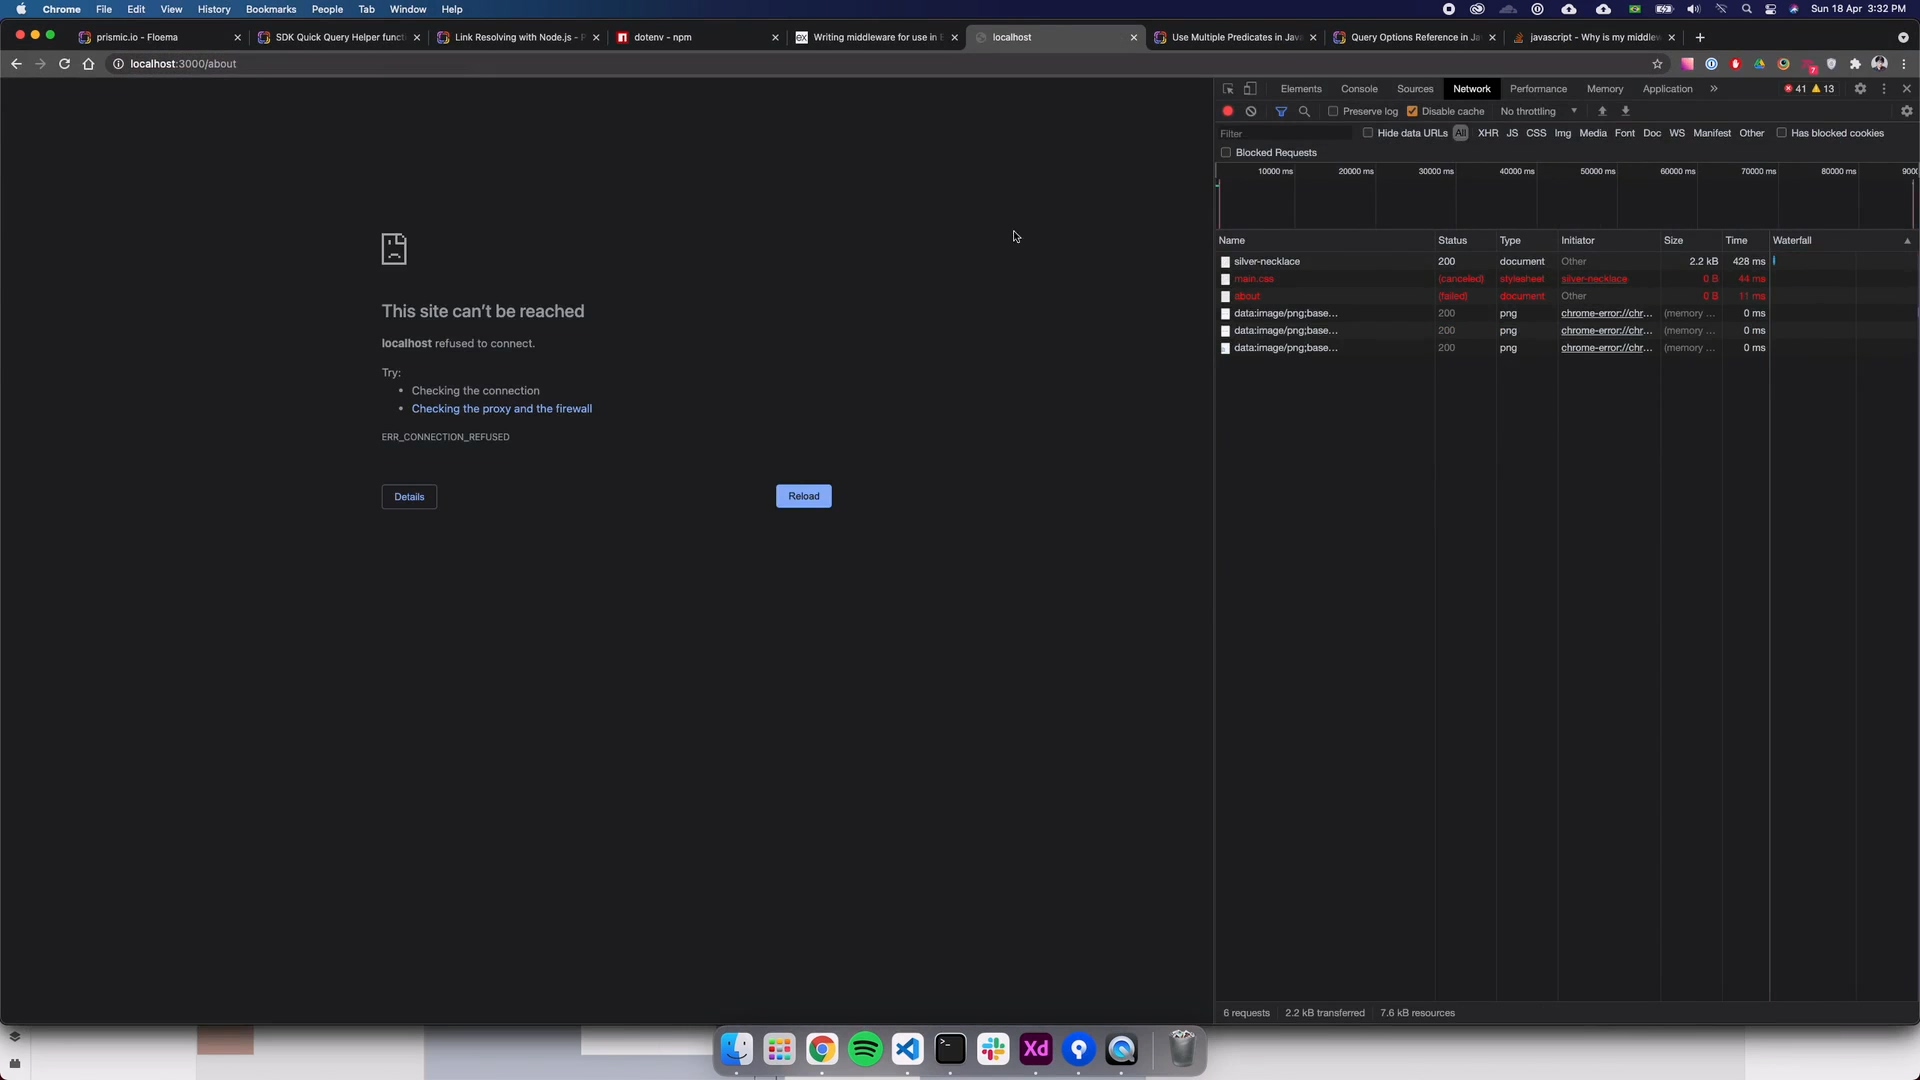 Chrome File Edit View History Bookmarks People Tab Window Help
Sun 18 Apr 3:32 PM
prismic.io - Floema
SDK Quick Query Helper funct
Link Resolving with Node.js - P
dotenv - npm
Writing middleware for use in E
localhost
Use Multiple Predicates in Java
Query Options Reference in Ja
javascript - Why is my middlew
localhost:3000/about
7
This site can't be reached
localhost refused to connect.
Try:
• Checking the connection
• Checking the proxy and the firewall
ERR_CONNECTION_REFUSED
Details
Reload
Elements Console Sources Network Performance Memory Application » 41 13
Preserve log Disable cache No throttling
Filter Hide data URLs All XHR JS CSS Img Media Font Doc WS Manifest Other Has blocked cookies
Blocked Requests
10000 ms 20000 ms 30000 ms 40000 ms 50000 ms 60000 ms 70000 ms 80000 ms 9000
Name Status Type Initiator Size Time Waterfall
silver-necklace 200 document Other 2.2 kB 428 ms
main.css (canceled) stylesheet silver-necklace 0 B 44 ms
about (failed) document Other 0 B 11 ms
data:image/png;base... 200 png chrome-error://chr... (memory ... 0 ms
data:image/png;base... 200 png chrome-error://chr... (memory ... 0 ms
data:image/png;base... 200 png chrome-error://chr... (memory ... 0 ms
6 requests 2.2 kB transferred 7.6 kB resources
Xd